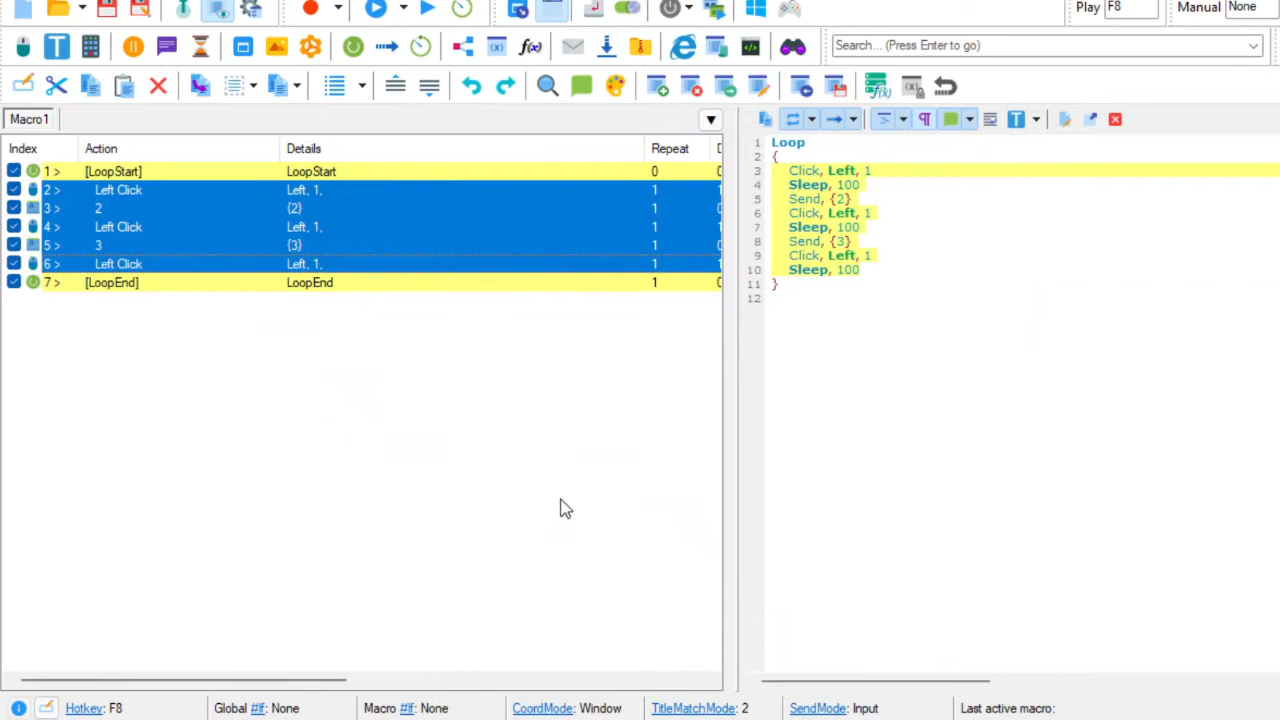 Play F8 Manual None
Search... (Press Enter to go)
Macro1
Index Action Details Repeat
1 > [LoopStart] LoopStart 0
2 > Left Click Left, 1, 1
3 > 2 {2} 1
4 > Left Click Left, 1, 1
5 > 3 {3} 1
6 > Left Click Left, 1, 1
7 > [LoopEnd] LoopEnd 1
1 Loop
2 {
3 Click, Left, 1
4 Sleep, 100
5 Send, {2}
6 Click, Left, 1
7 Sleep, 100
8 Send, {3}
9 Click, Left, 1
10 Sleep, 100
11 }
12
Hotkey: F8 Global #If: None Macro #If: None CoordMode: Window TitleMatchMode: 2 SendMode: Input Last active macro: